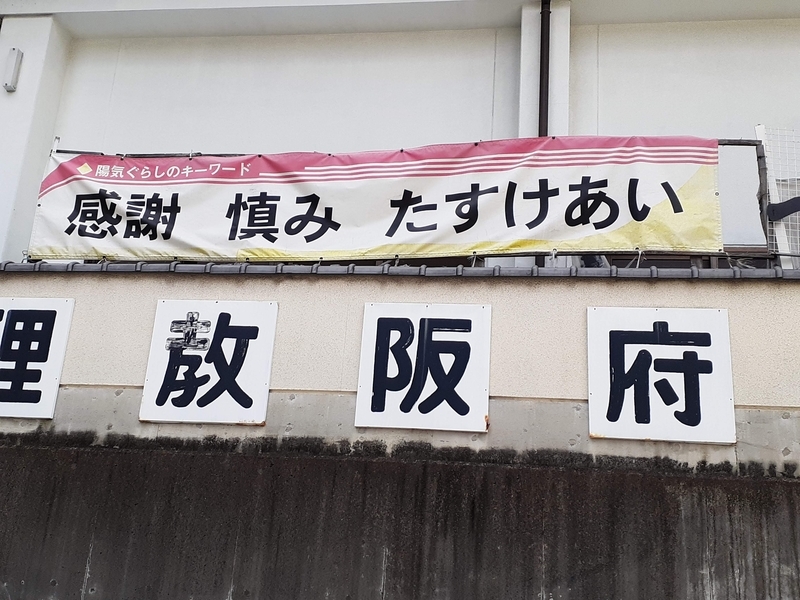 陽気ぐらしのキーワード
感謝 慎み たすけあい
理教阪府